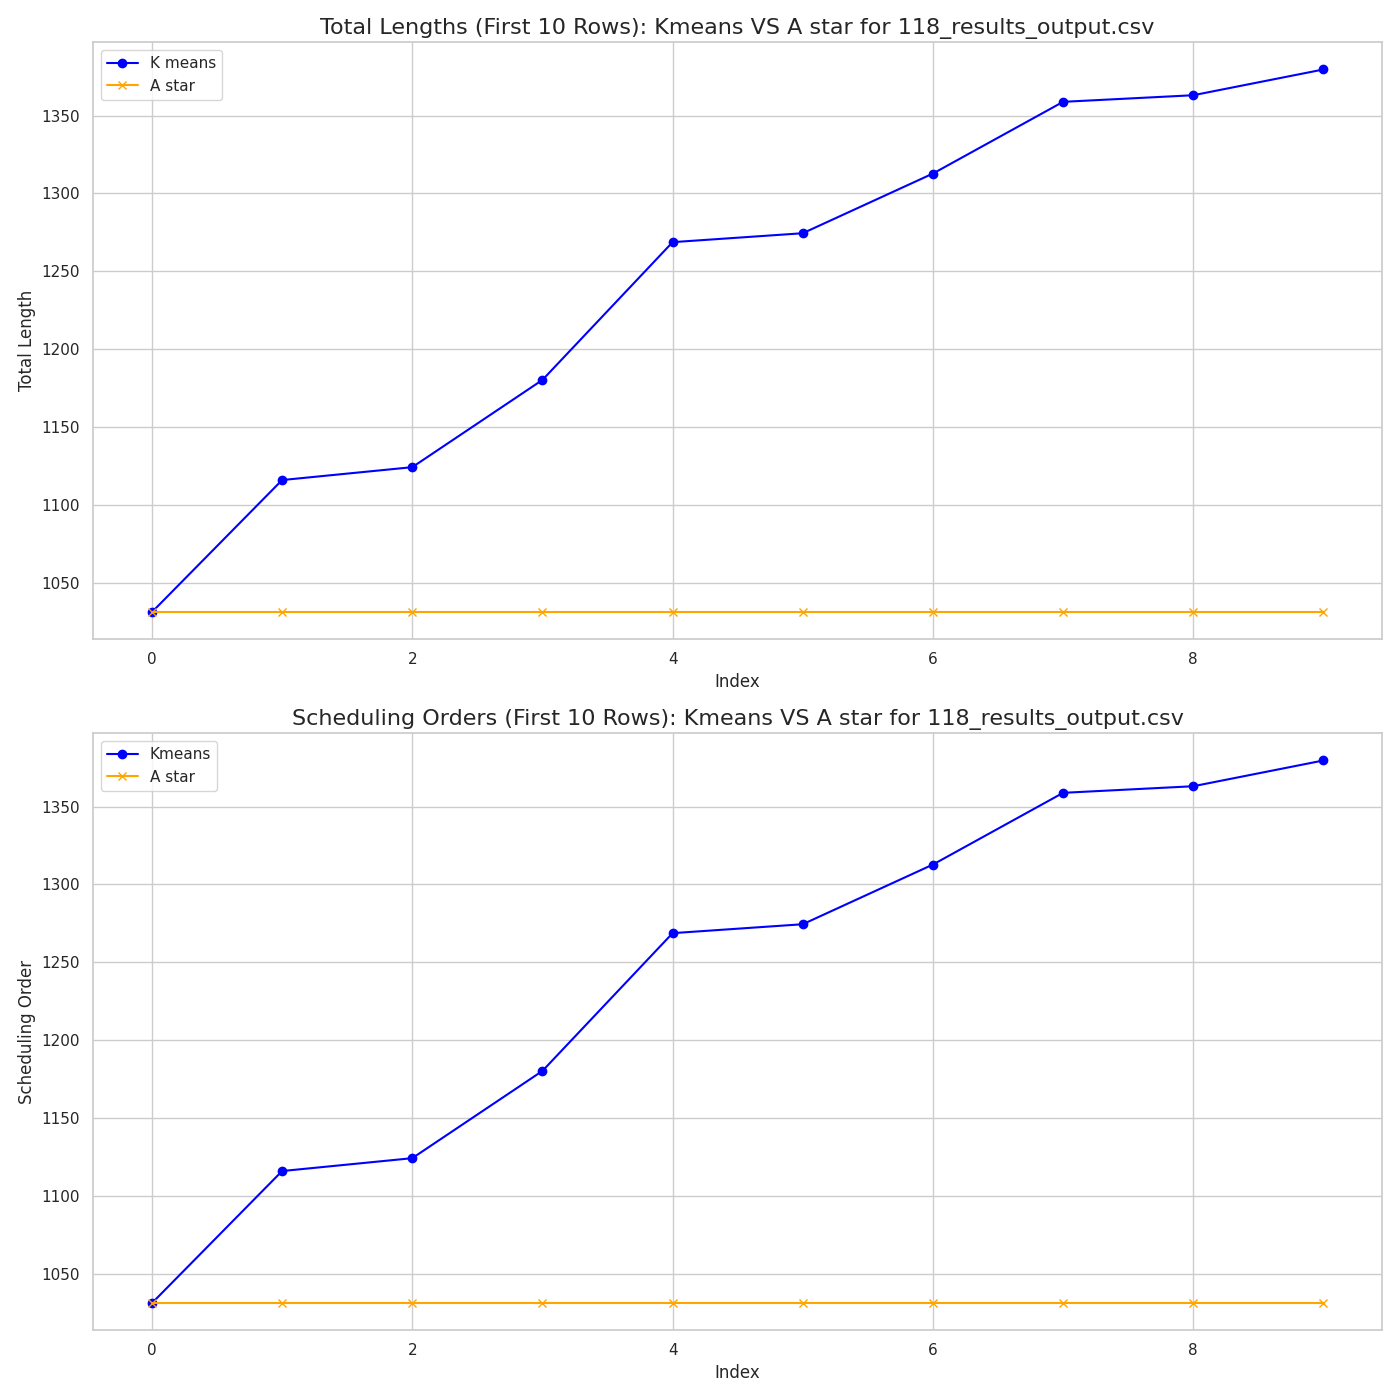 Total Lengths (First 10 Rows): Kmeans VS A star for 118_results_output.csv
K means
A star
1350
1300
1250
1200
1150
1100
1050
Total Length
0 2 4 6 8
Index
Scheduling Orders (First 10 Rows): Kmeans VS A star for 118_results_output.csv
Kmeans
A star
1350
1300
1250
1200
1150
1100
1050
Scheduling Order
0 2 4 6 8
Index